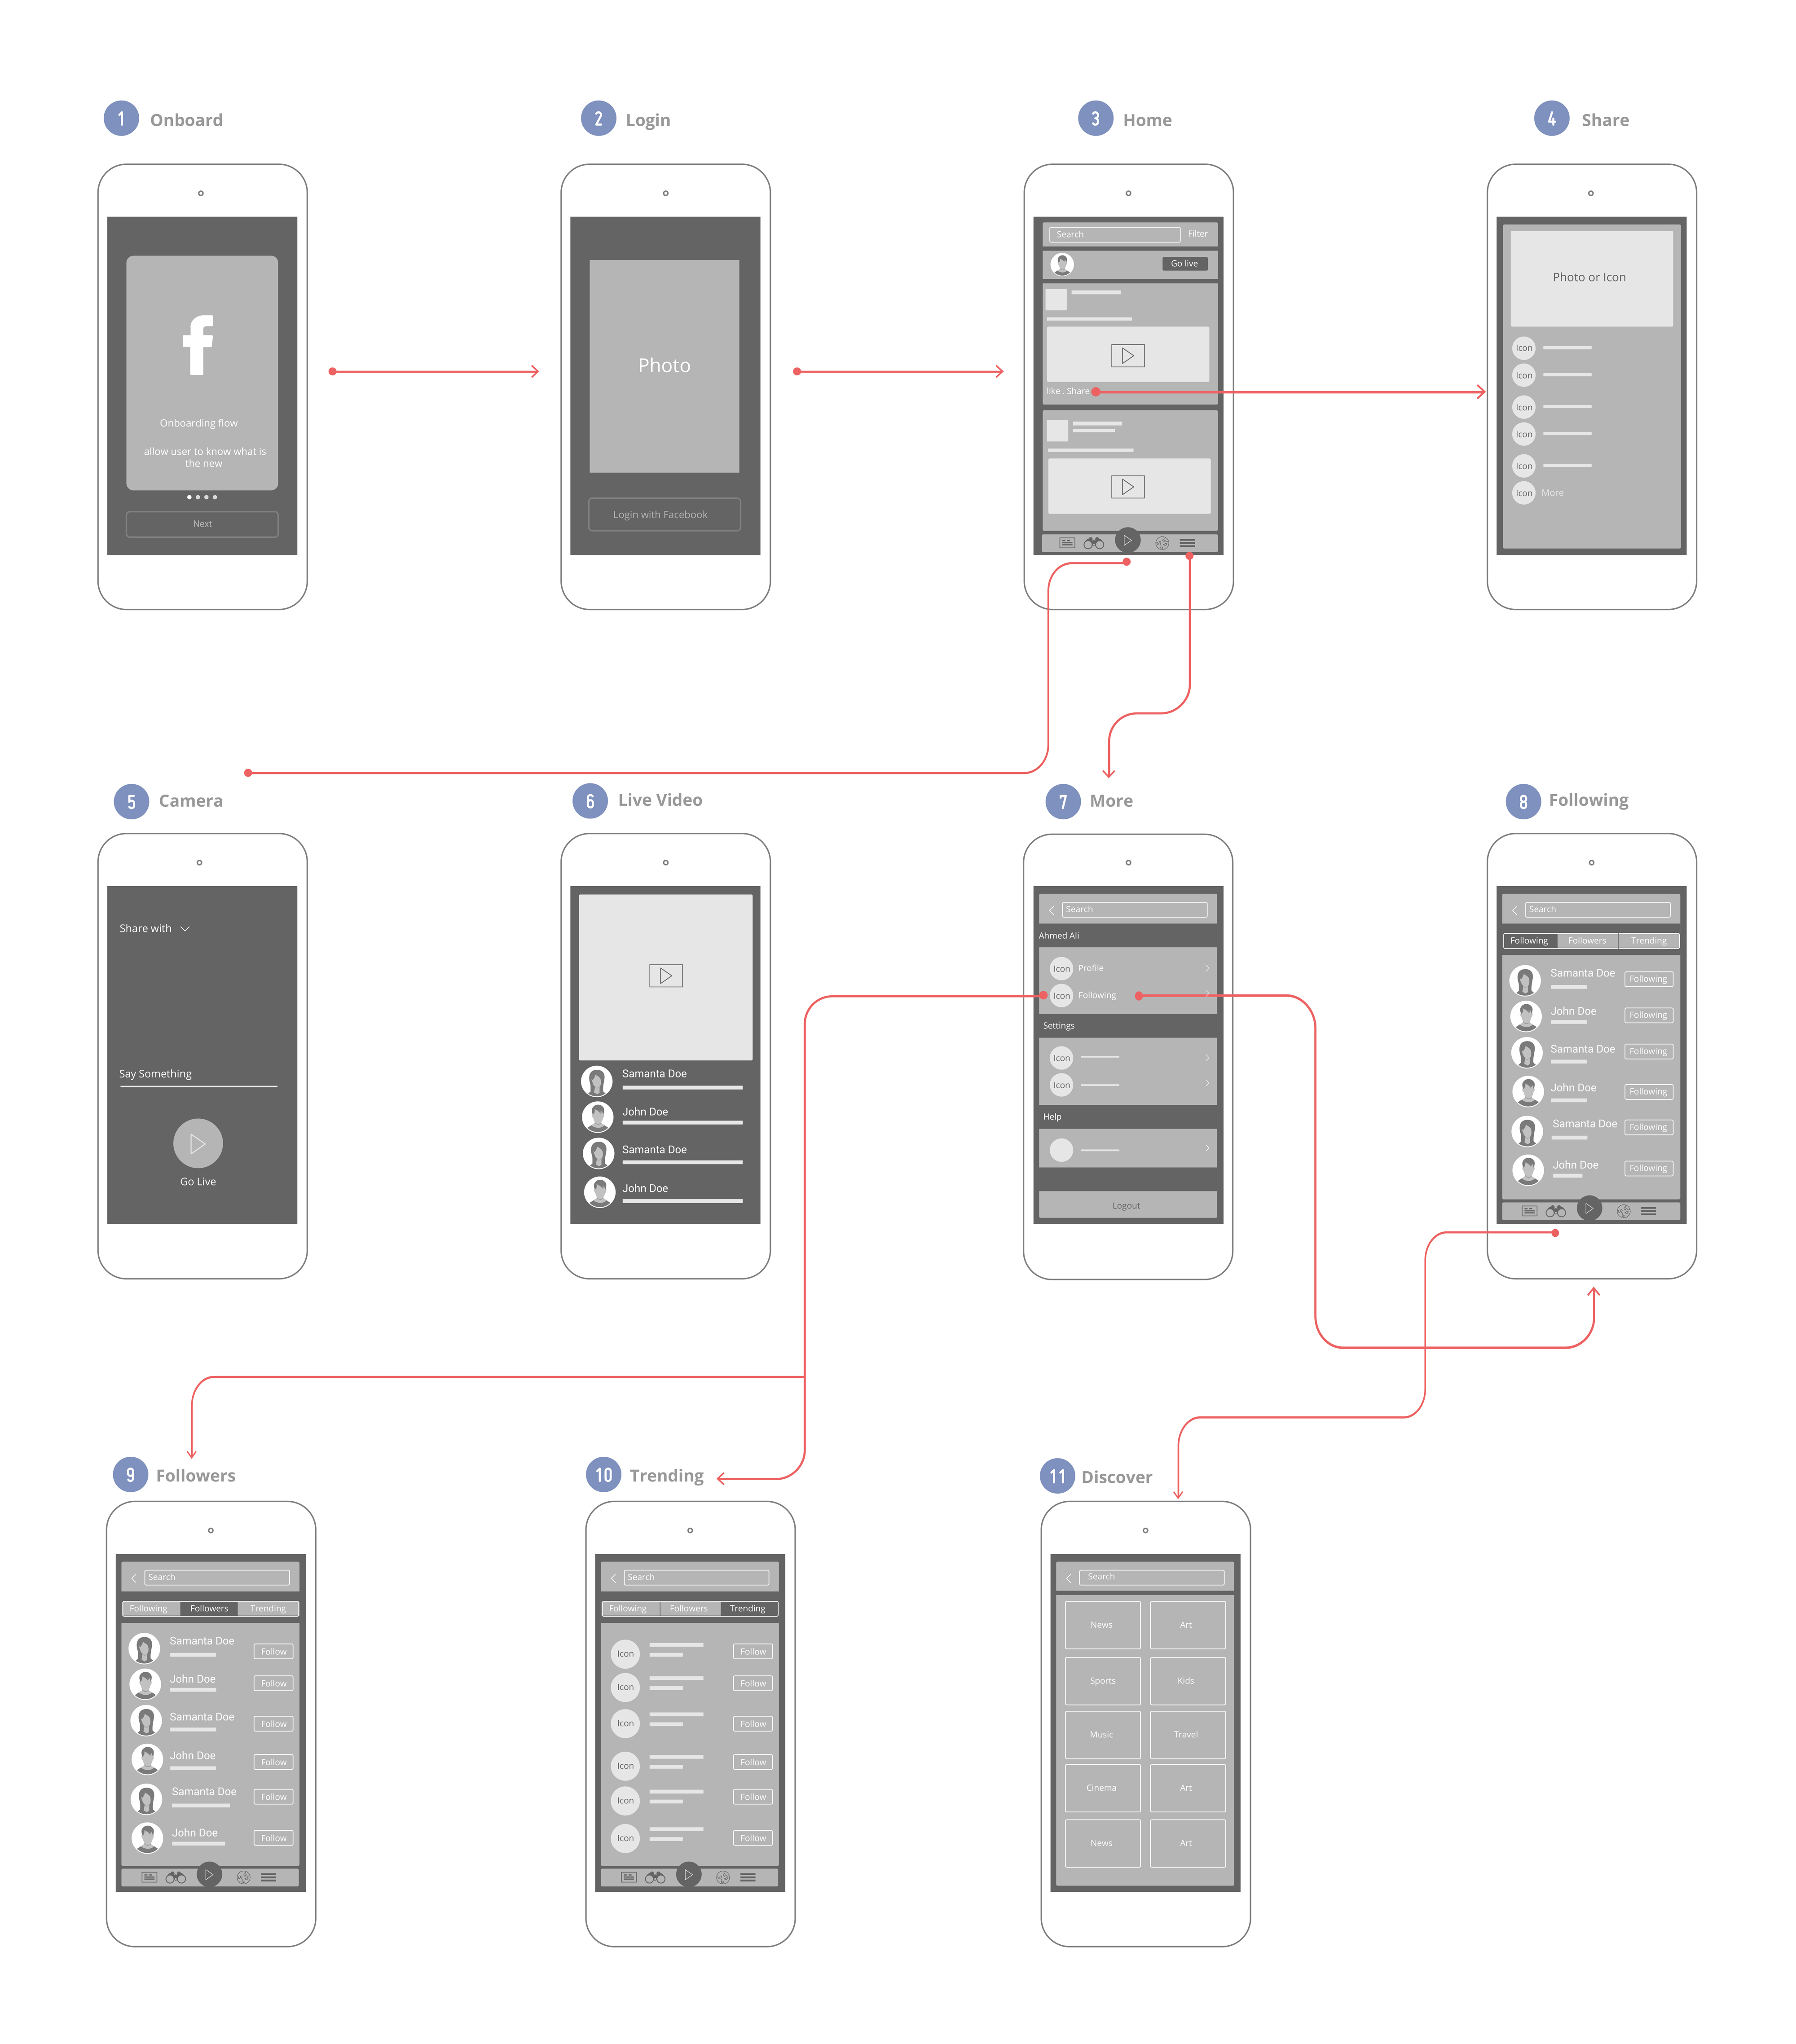 1 Onboard
f
Onboarding flow
allow user to know what is
the new
Next
2 Login
Photo
Login with Facebook
3 Home
Search
Filter
Go live
like . Share
4 Share
Photo or Icon
Icon
Icon
Icon
Icon
Icon
Icon More
5 Camera
Share with
Say Something
Go Live
6 Live Video
Samanta Doe
John Doe
Samanta Doe
John Doe
7 More
Search
Ahmed Ali
Icon Profile
Icon Following
Settings
Icon
Icon
Help
Logout
8 Following
Search
Following Followers Trending
Samanta Doe Following
John Doe Following
Samanta Doe Following
John Doe Following
Samanta Doe Following
John Doe Following
9 Followers
Search
Following Followers Trending
Samanta Doe Follow
John Doe Follow
Samanta Doe Follow
John Doe Follow
Samanta Doe Follow
John Doe Follow
10 Trending
Search
Following Followers Trending
Icon Follow
Icon Follow
Icon Follow
Icon Follow
Icon Follow
Icon Follow
11 Discover
Search
News Art
Sports Kids
Music Travel
Cinema Art
News Art